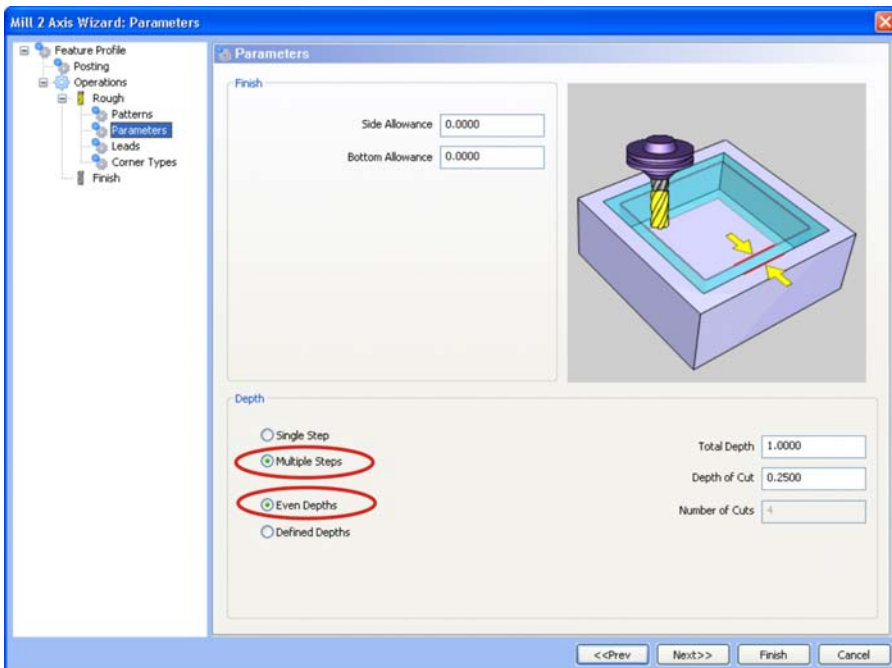 Mill 2 Axis Wizard: Parameters
Feature Profile
Posting
Operations
Rough
Patterns
Parameters
Leads
Corner Types
Finish
Parameters
Finish
Side Allowance 0.0000
Bottom Allowance 0.0000
Depth
Single Step
Multiple Steps
Even Depths
Defined Depths
Total Depth 1.0000
Depth of Cut 0.2500
Number of Cuts 4
<<Prev Next>> Finish Cancel